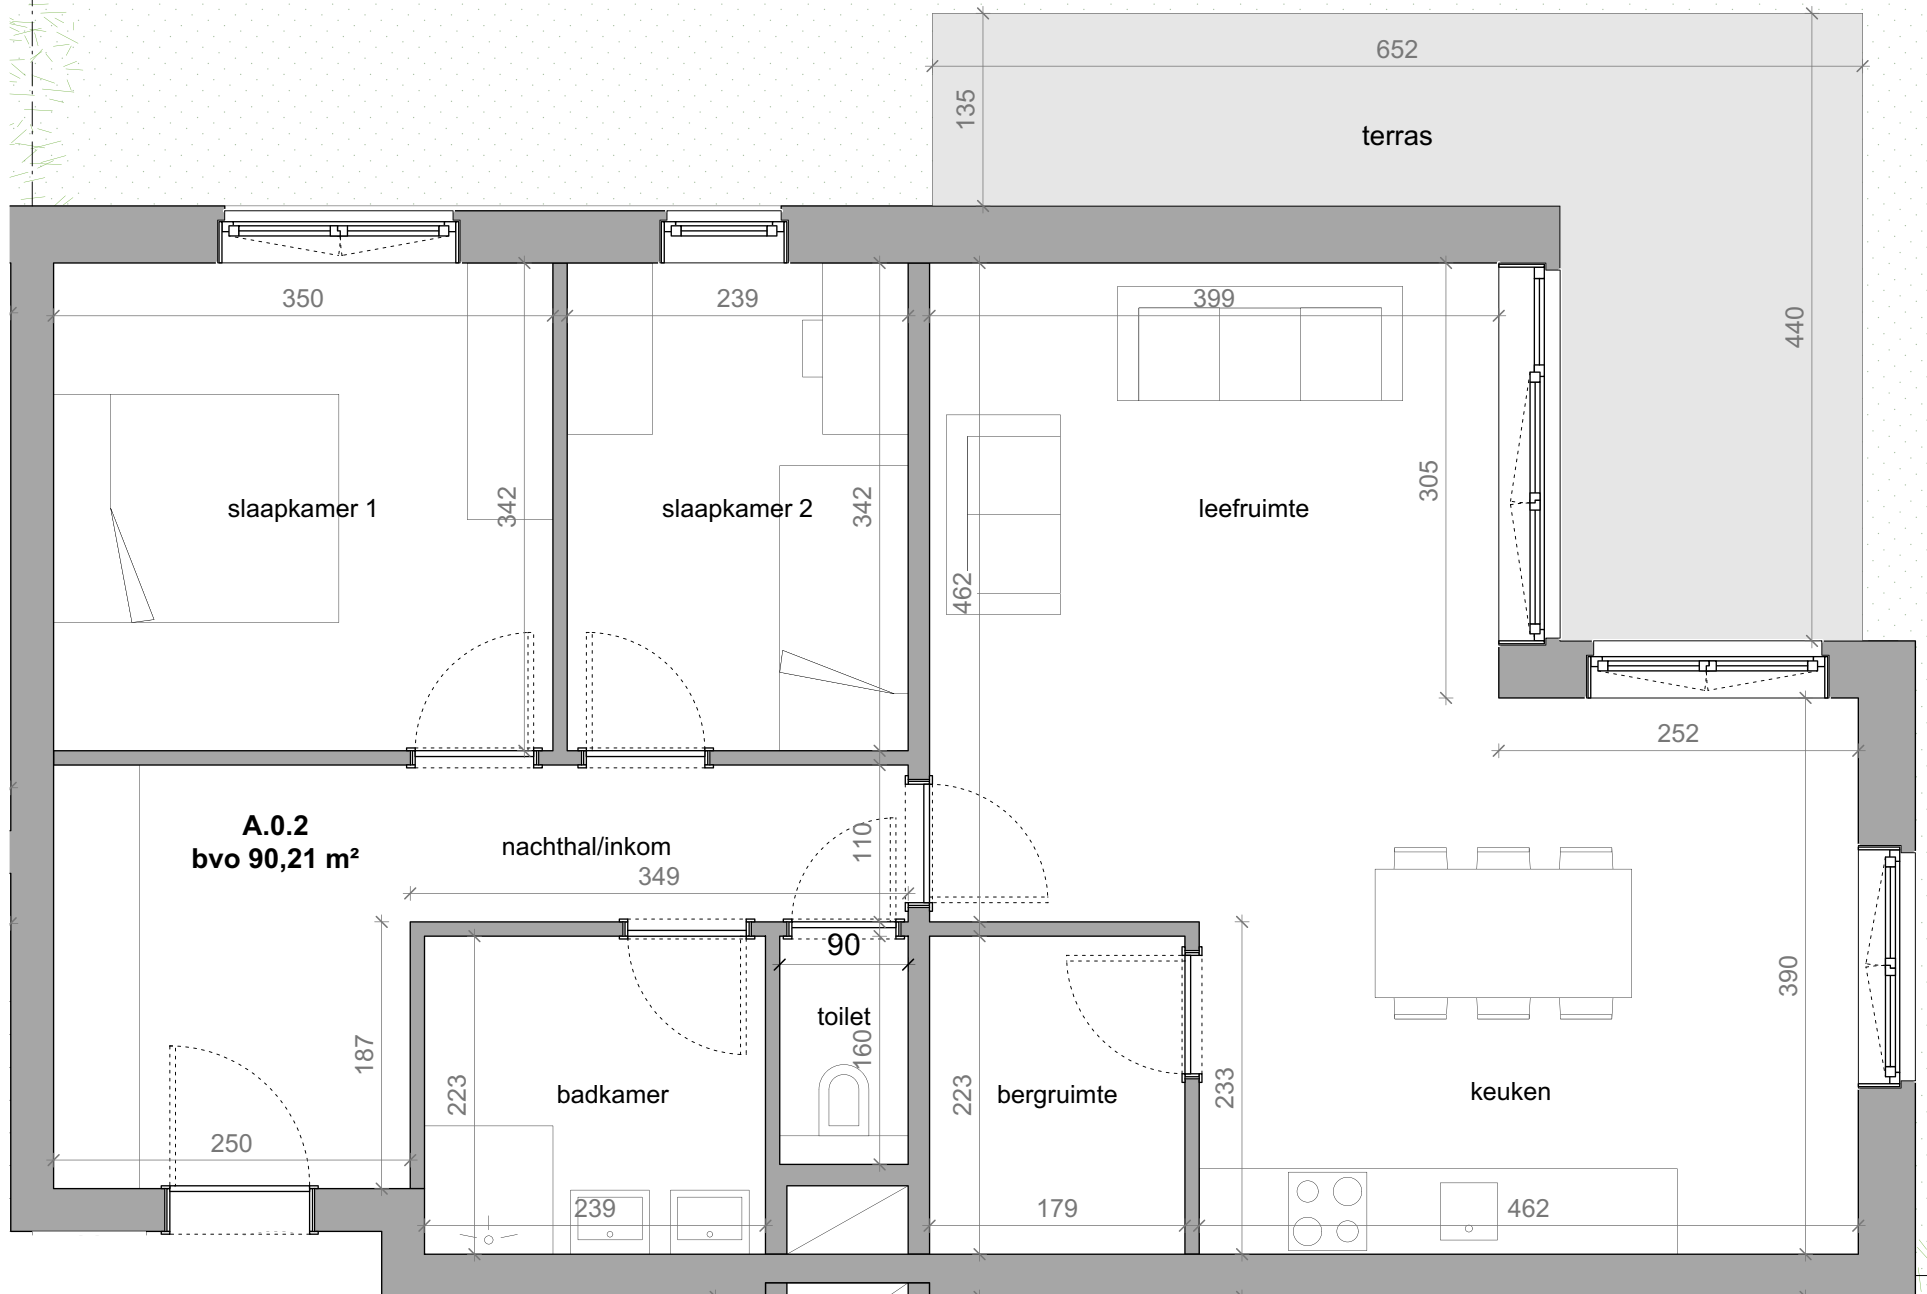 652
135
terras
350
239
399
440
slaapkamer 1
342
slaapkamer 2
342
462
leefruimte
305
252
A.0.2
bvo 90,21 m²
nachthal/inkom
349
110
90
toilet
160
187
250
223
badkamer
239
223
bergruimte
179
233
keuken
390
462